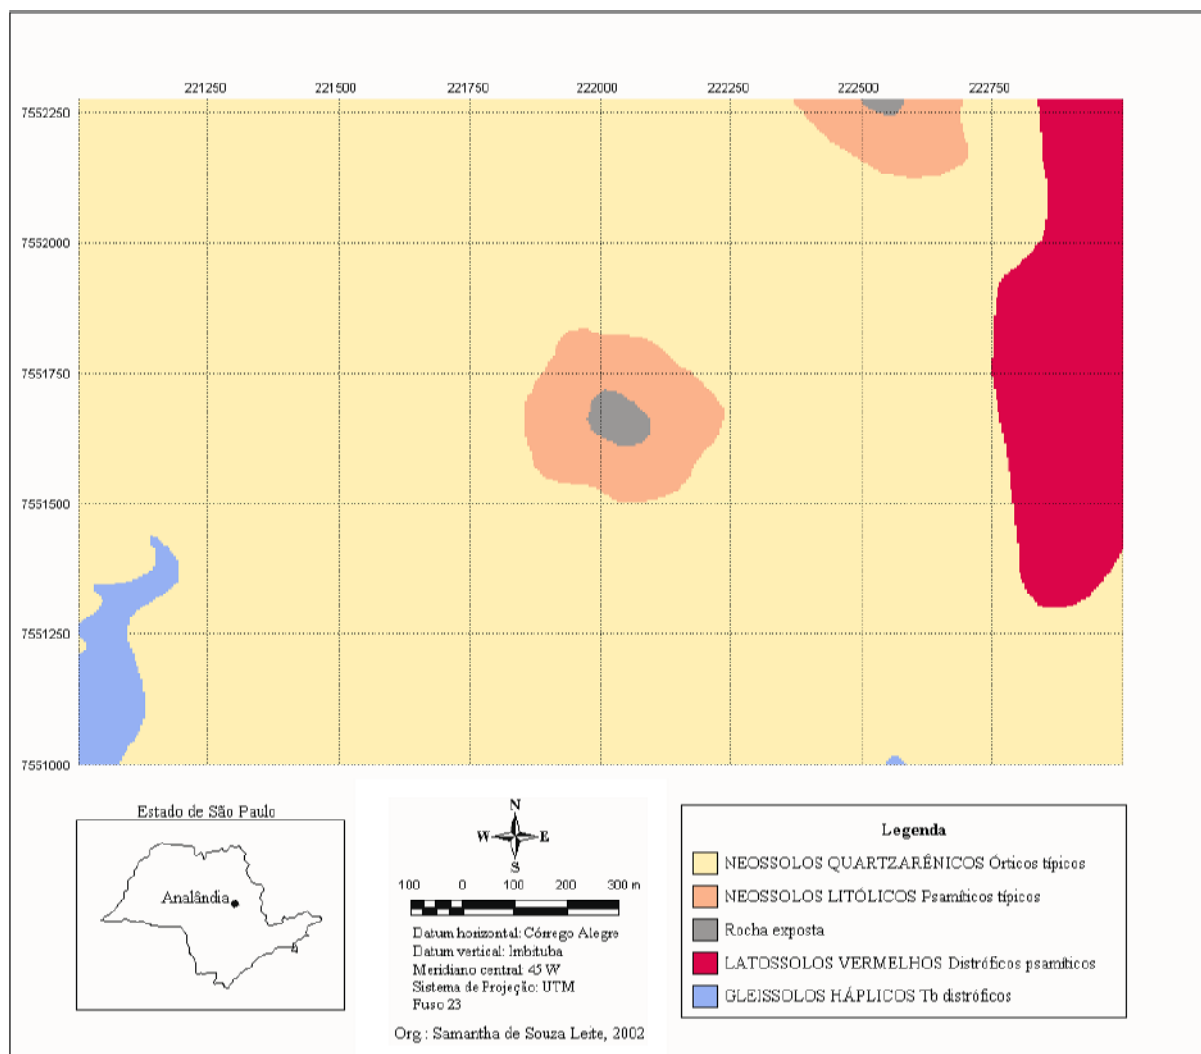 221250 221500 221750 222000 222250 222500 222750
7552250
7552000
7551750
7551500
7551250
7551000
Estado de São Paulo
Analândia
N
W E
S
100 0 100 200 300 m
Datum horizontal: Córrego Alegre
Datum vertical: Imbituba
Meridiano central: 45 W
Sistema de Projeção: UTM
Fuso 23
Org.: Samantha de Souza Leite, 2002
Legenda
NEOSSOLOS QUARTZARÊNICOS Órticos típicos
NEOSSOLOS LITÓLICOS Psamíticos típicos
Rocha exposta
LATOSSOLOS VERMELHOS Distróficos psamíticos
GLEISSOLOS HÁPLICOS Tb distróficos